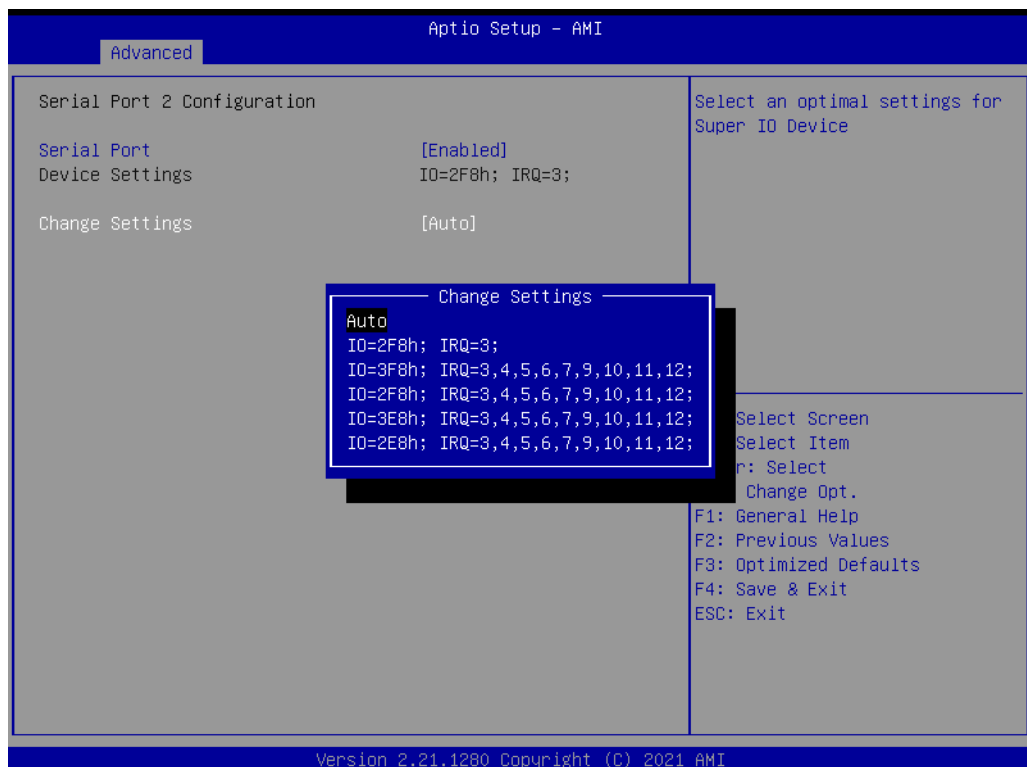 Aptio Setup – AMI
Advanced
Serial Port 2 Configuration
Serial Port [Enabled]
Device Settings IO=2F8h; IRQ=3;
Change Settings [Auto]
Select an optimal settings for
Super IO Device
Change Settings
Auto
IO=2F8h; IRQ=3;
IO=3F8h; IRQ=3,4,5,6,7,9,10,11,12;
IO=2F8h; IRQ=3,4,5,6,7,9,10,11,12;
IO=3E8h; IRQ=3,4,5,6,7,9,10,11,12;
IO=2E8h; IRQ=3,4,5,6,7,9,10,11,12;
Select Screen
Select Item
r: Select
Change Opt.
F1: General Help
F2: Previous Values
F3: Optimized Defaults
F4: Save & Exit
ESC: Exit
Version 2.21.1280 Copyright (C) 2021 AMI